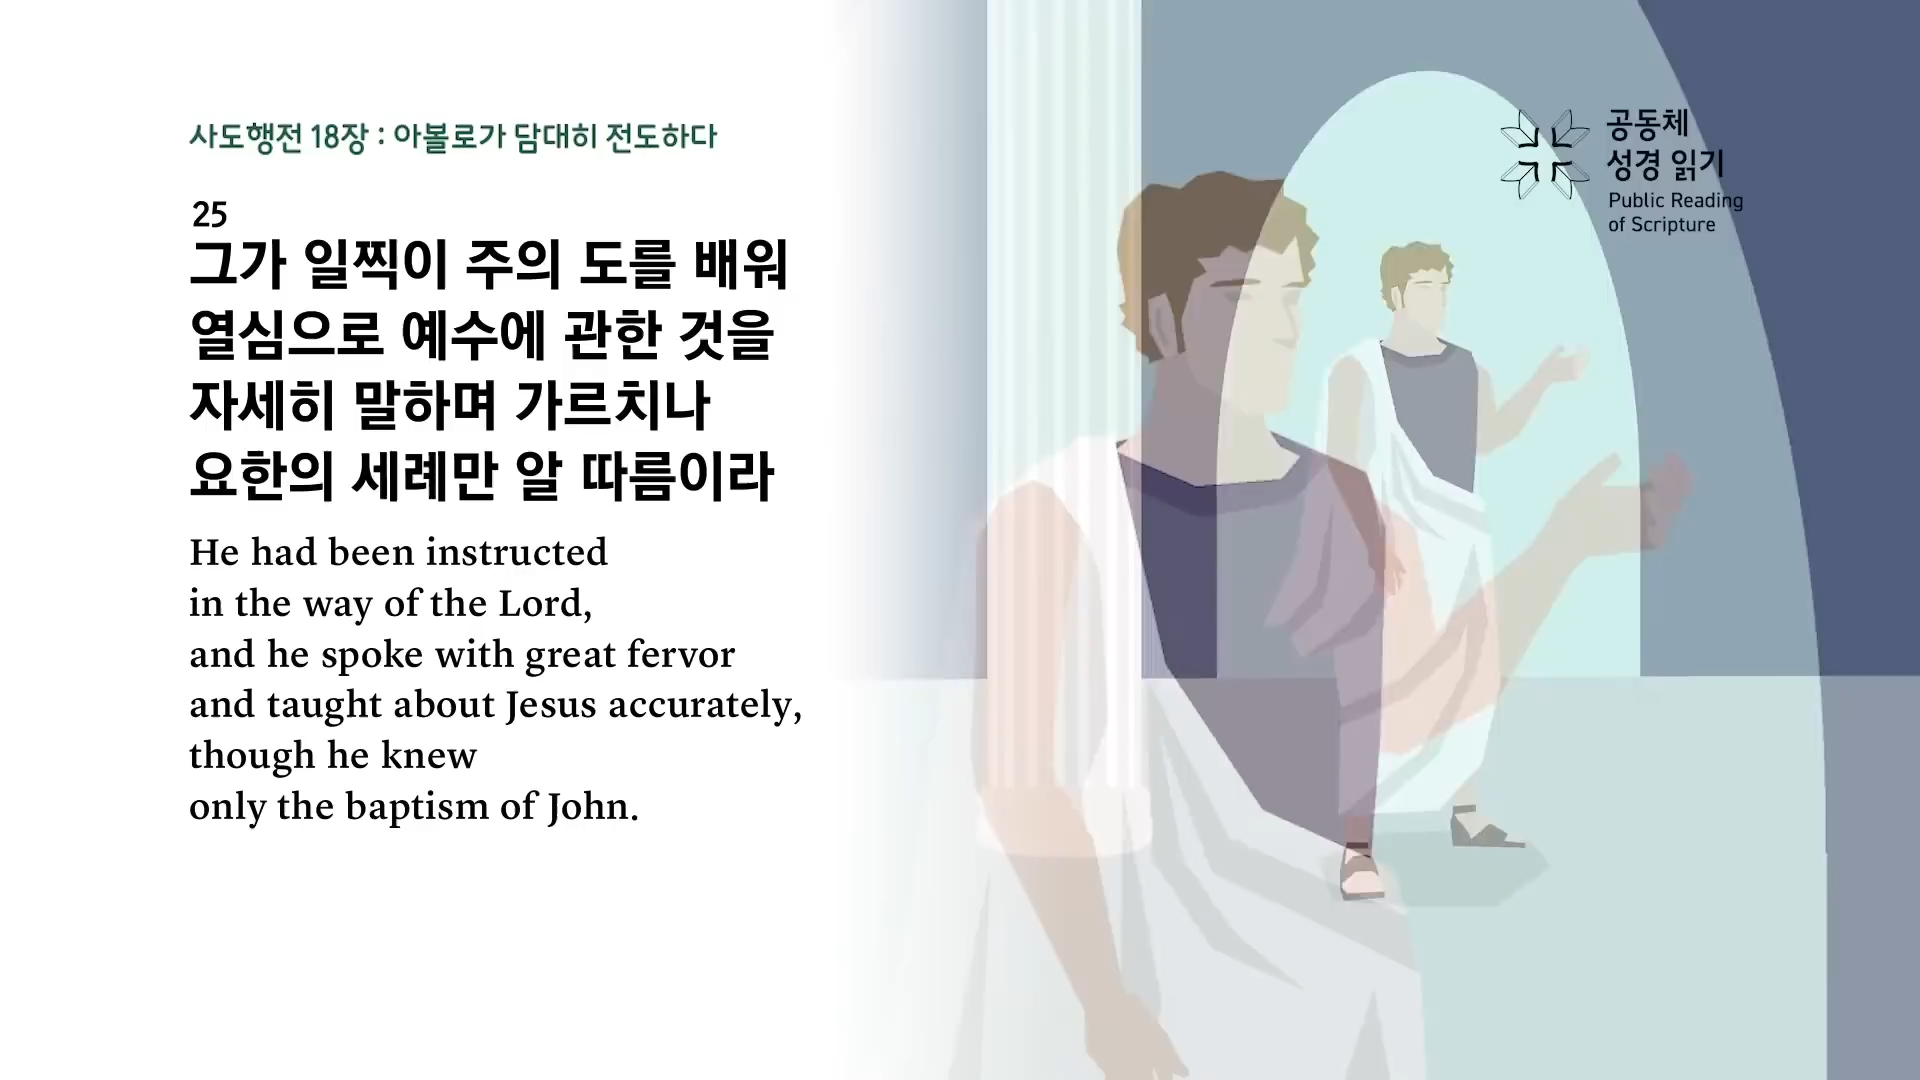 사도행전 18장 : 아볼로가 담대히 전도하다
25
그가 일찍이 주의 도를 배워
열심으로 예수에 관한 것을
자세히 말하며 가르치나
요한의 세례만 알 따름이라
He had been instructed
in the way of the Lord,
and he spoke with great fervor
and taught about Jesus accurately,
though he knew
only the baptism of John.
공동체
성경 읽기
Public Reading
of Scripture